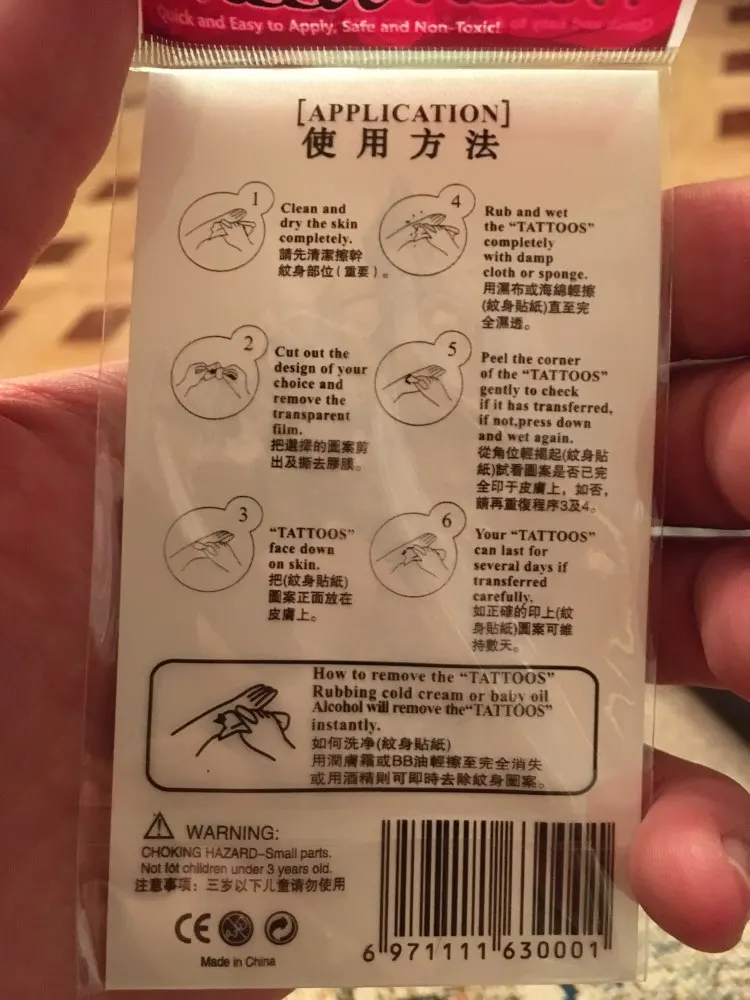 Quick and Easy to Apply, Safe and Non-Toxic!
[APPLICATION]
使用方法
1
Clean and
dry the skin
completely.
請先清潔擦幹
紋身部位(重要)。
2
Cut out the
design of your
choice and
remove the
transparent
film.
把選擇的圖案剪
出及撕去膠膜。
3
"TATTOOS"
face down
on skin.
把(紋身貼紙)
圖案正面放在
皮膚上。
4
Rub and wet
the "TATTOOS"
completely
with damp
cloth or sponge.
用濕布或海綿輕擦
(紋身貼紙)直至完
全濕透。
5
Peel the corner
of the "TATTOOS"
gently to check
if it has transferred,
if not,press down
and wet again.
從角位輕揭起(紋身貼
紙)試看圖案是否已完
全印于皮膚上，如否，
請再重復程序3及4。
6
Your "TATTOOS"
can last for
several days if
transferred
carefully.
如正確的印上(紋
身貼紙)圖案可維
持數天。
How to remove the "TATTOOS"
Rubbing cold cream or baby oil
Alcohol will remove the"TATTOOS"
instantly.
如何洗净(紋身貼紙)
用潤膚霜或BB油輕擦至完全消失
或用酒精則可即時去除紋身圖案。
WARNING:
CHOKING HAZARD–Small parts.
Not for children under 3 years old.
注意事项：三岁以下儿童请勿使用
CE
Made in China
6 971111 630001